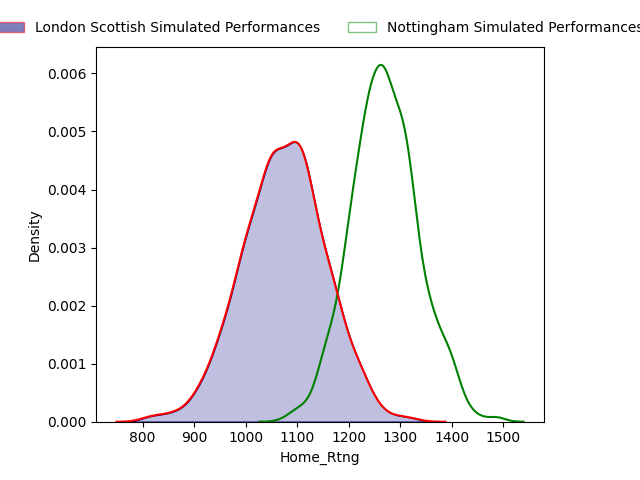 London Scottish Simulated Performances Nottingham Simulated Performances
0.006
0.005
0.004
0.003
0.002
0.001
0.000
Density
800 900 1000 1100 1200 1300 1400 1500
Home_Rtng